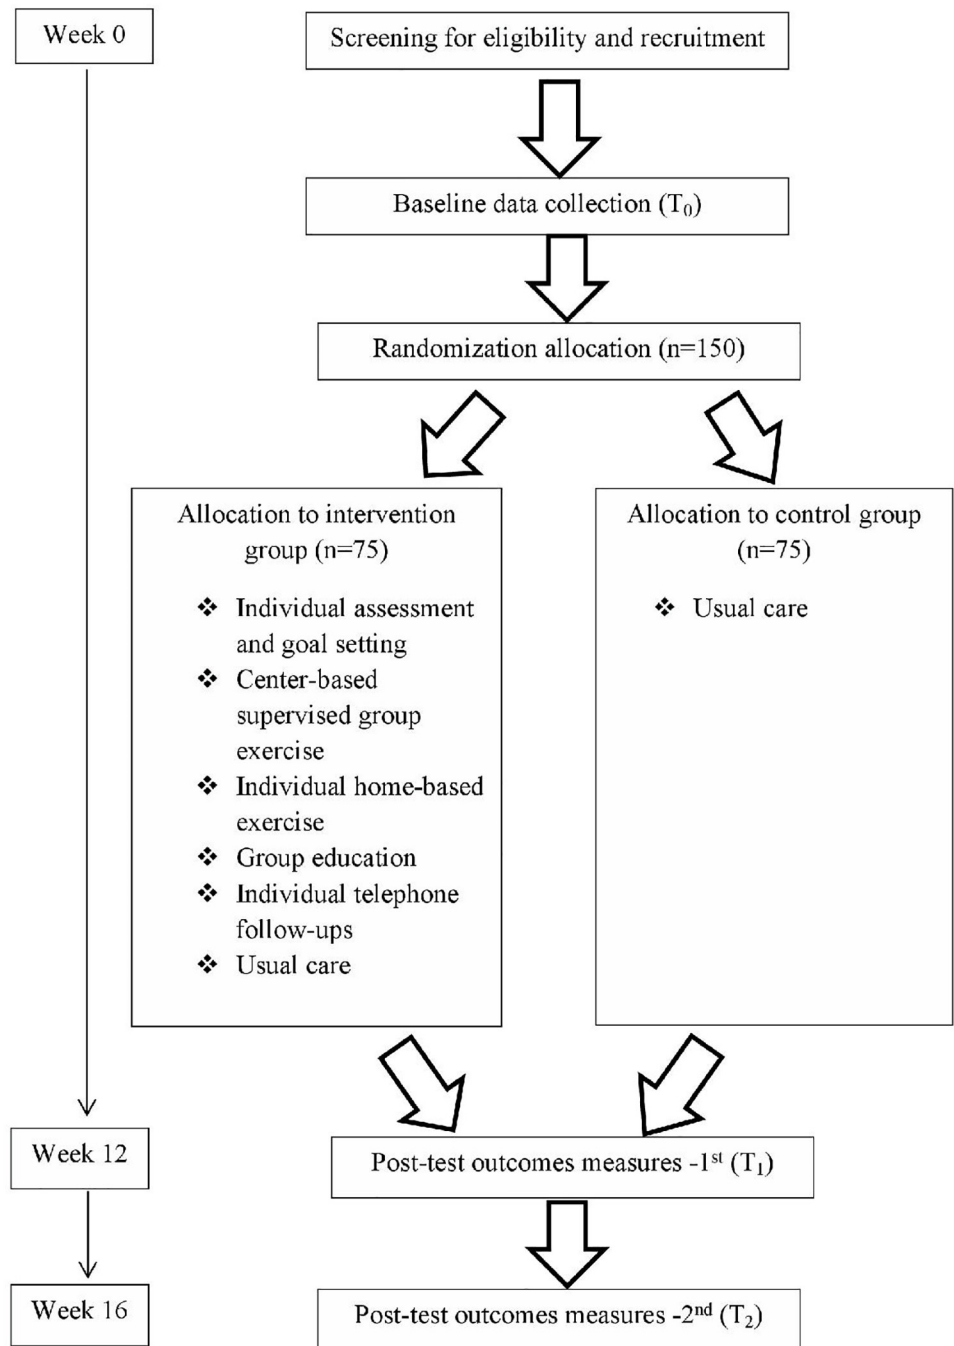 Week 0
Screening for eligibility and recruitment
Baseline data collection (T₀)
Randomization allocation (n=150)
Allocation to intervention
group (n=75)
❖ Individual assessment
and goal setting
❖ Center-based
supervised group
exercise
❖ Individual home-based
exercise
❖ Group education
❖ Individual telephone
follow-ups
❖ Usual care
Allocation to control group
(n=75)
❖ Usual care
Week 12
Post-test outcomes measures -1ˢᵗ (T₁)
Week 16
Post-test outcomes measures -2ⁿᵈ (T₂)